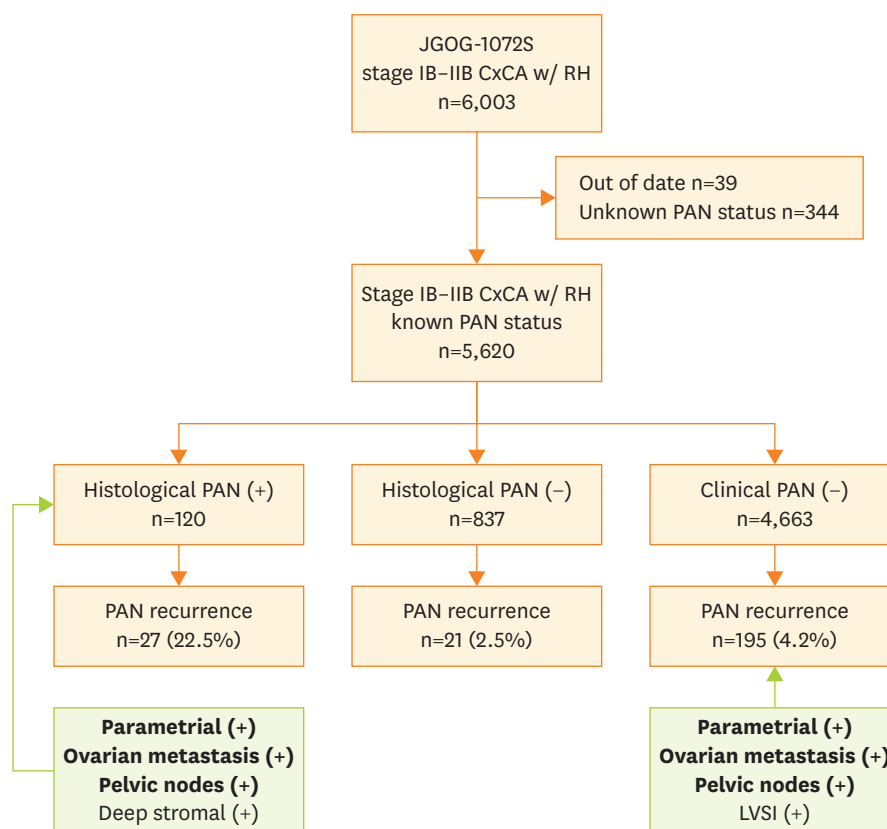 JGOG-1072S
stage IB–IIB CxCA w/ RH
n=6,003
Out of date n=39
Unknown PAN status n=344
Stage IB–IIB CxCA w/ RH
known PAN status
n=5,620
Histological PAN (+)
n=120
Histological PAN (–)
n=837
Clinical PAN (–)
n=4,663
PAN recurrence
n=27 (22.5%)
PAN recurrence
n=21 (2.5%)
PAN recurrence
n=195 (4.2%)
Parametrial (+)
Ovarian metastasis (+)
Pelvic nodes (+)
Deep stromal (+)
Parametrial (+)
Ovarian metastasis (+)
Pelvic nodes (+)
LVSI (+)